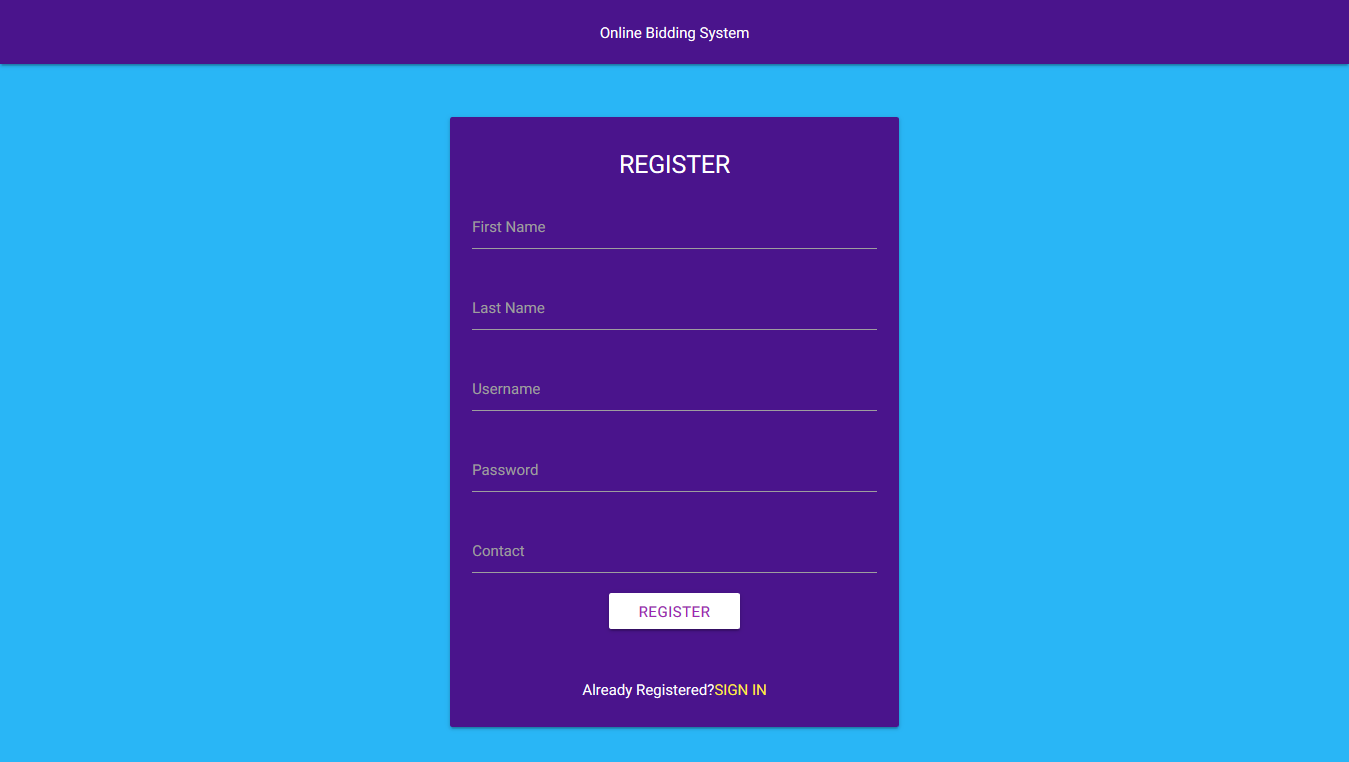 Online Bidding System
REGISTER
First Name
Last Name
Username
Password
Contact
REGISTER
Already Registered?SIGN IN